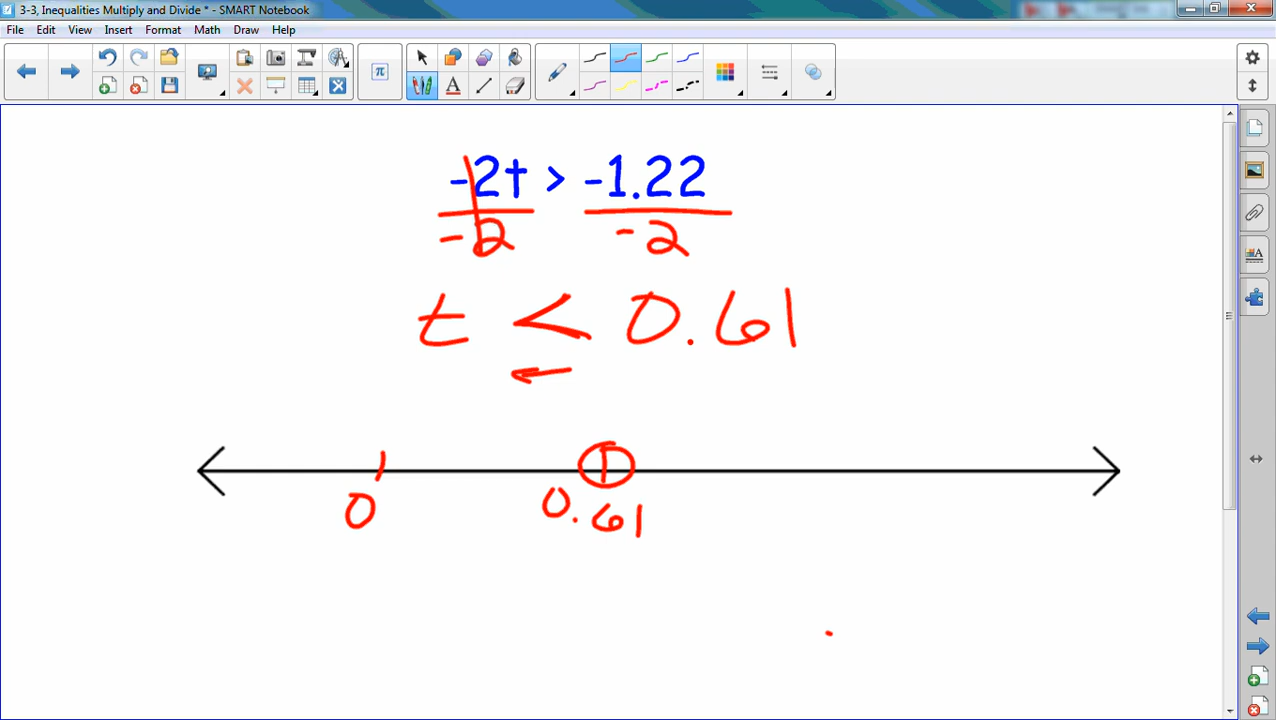 3-3, Inequalities Multiply and Divide * - SMART Notebook
File Edit View Insert Format Math Draw Help
π
A
-2t > -1.22
-2 -2
t < 0.61
0 0.61